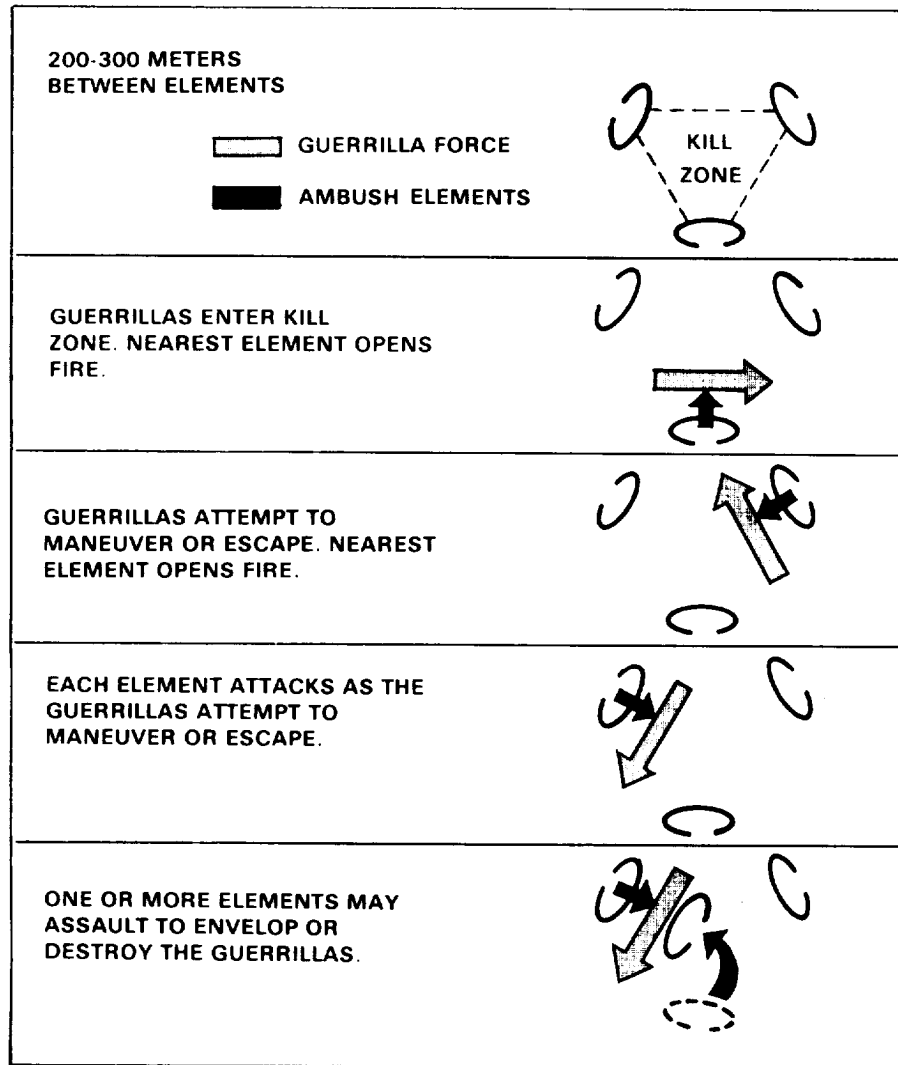 200-300 METERS
BETWEEN ELEMENTS
GUERRILLA FORCE
AMBUSH ELEMENTS
KILL
ZONE
GUERRILLAS ENTER KILL
ZONE. NEAREST ELEMENT OPENS
FIRE.
GUERRILLAS ATTEMPT TO
MANEUVER OR ESCAPE. NEAREST
ELEMENT OPENS FIRE.
EACH ELEMENT ATTACKS AS THE
GUERRILLAS ATTEMPT TO
MANEUVER OR ESCAPE.
ONE OR MORE ELEMENTS MAY
ASSAULT TO ENVELOP OR
DESTROY THE GUERRILLAS.